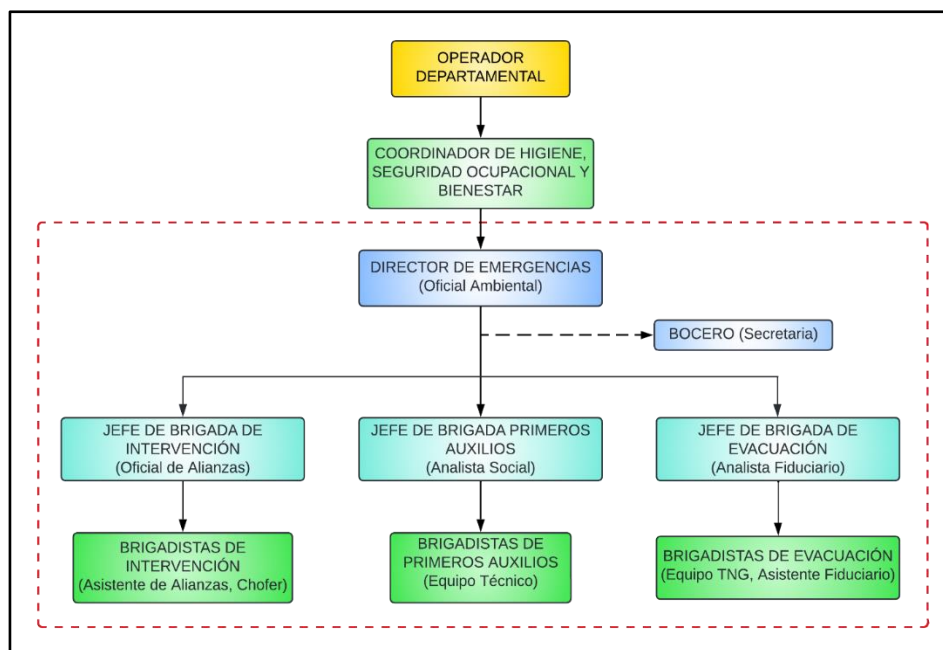 OPERADOR
DEPARTAMENTAL
COORDINADOR DE HIGIENE,
SEGURIDAD OCUPACIONAL Y
BIENESTAR
DIRECTOR DE EMERGENCIAS
(Oficial Ambiental)
BOCERO (Secretaria)
JEFE DE BRIGADA DE
INTERVENCIÓN
(Oficial de Alianzas)
JEFE DE BRIGADA PRIMEROS
AUXILIOS
(Analista Social)
JEFE DE BRIGADA DE
EVACUACIÓN
(Analista Fiduciario)
BRIGADISTAS DE
INTERVENCIÓN
(Asistente de Alianzas, Chofer)
BRIGADISTAS DE
PRIMEROS AUXILIOS
(Equipo Técnico)
BRIGADISTAS DE EVACUACIÓN
(Equipo TNG, Asistente Fiduciario)